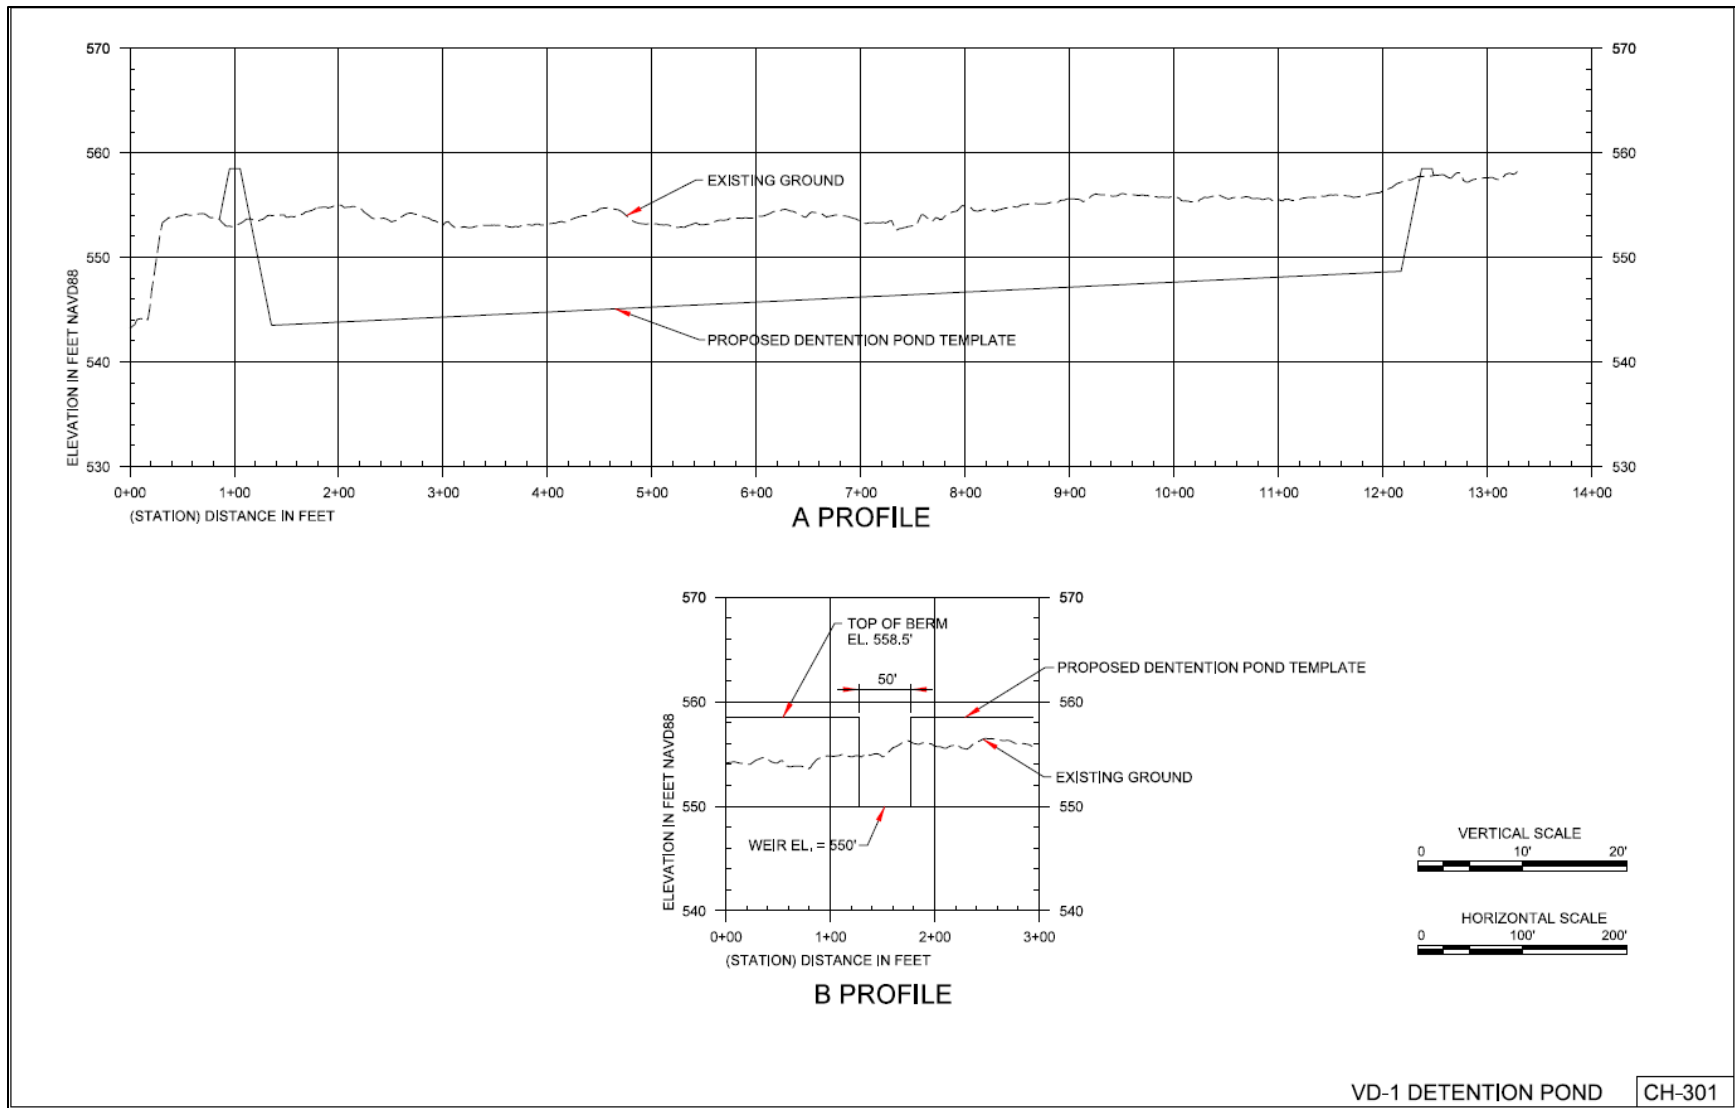 570
570
560
560
EXISTING GROUND
550
550
PROPOSED DENTENTION POND TEMPLATE
540
540
530
530
ELEVATION IN FEET NAVD88
0+00 1+00 2+00 3+00 4+00 5+00 6+00 7+00 8+00 9+00 10+00 11+00 12+00 13+00 14+00
(STATION) DISTANCE IN FEET
A PROFILE
570
570
TOP OF BERM
EL. 558.5'
PROPOSED DENTENTION POND TEMPLATE
50'
560
560
EXISTING GROUND
550
550
WEIR EL, = 550'
540
540
ELEVATION IN FEET NAVD88
0+00 1+00 2+00 3+00
(STATION) DISTANCE IN FEET
B PROFILE
VERTICAL SCALE
0 10' 20'
HORIZONTAL SCALE
0 100' 200'
VD-1 DETENTION POND
CH-301